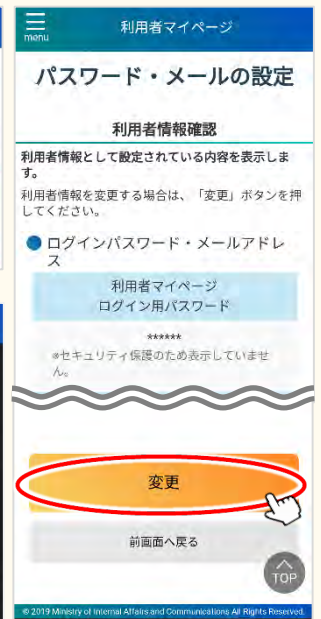 menu
利用者マイページ
パスワード・メールの設定
利用者情報確認
利用者情報として設定されている内容を表示しま
す。
利用者情報を変更する場合は、「変更」ボタンを押
してください。
ログインパスワード・メールアドレ
ス
利用者マイページ
ログイン用パスワード
******
※セキュリティ保護のため表示していませ
ん。
変更
前画面へ戻る
TOP
© 2019 Ministry of Internal Affairs and Communications All Rights Reserved.